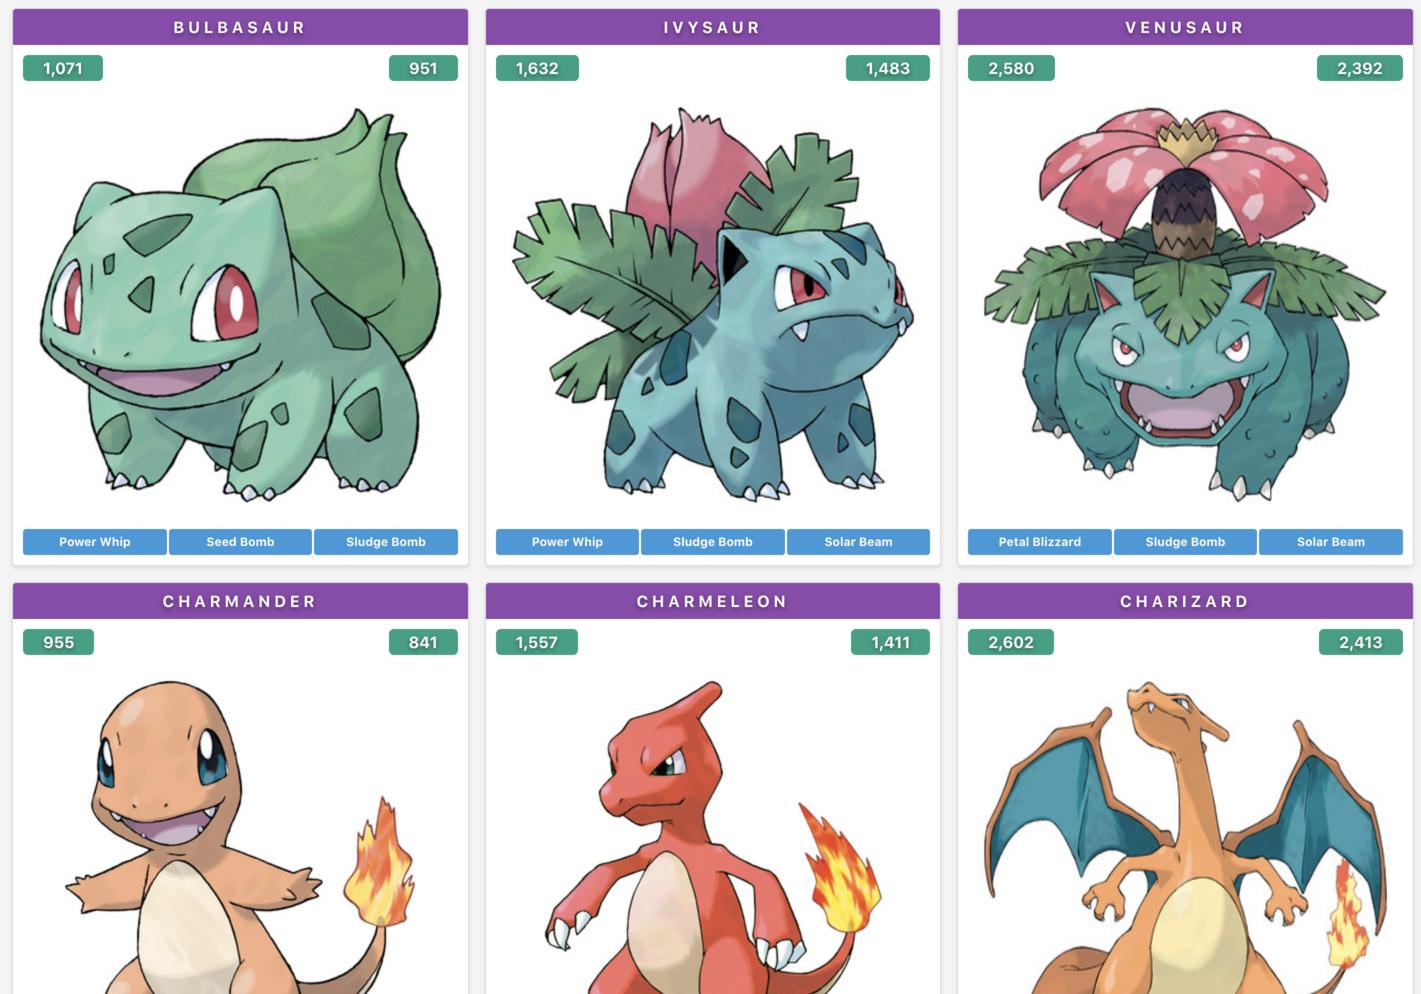 BULBASAUR
1,071
951
Power Whip
Seed Bomb
Sludge Bomb
IVYSAUR
1,632
1,483
Power Whip
Sludge Bomb
Solar Beam
VENUSAUR
2,580
2,392
Petal Blizzard
Sludge Bomb
Solar Beam
CHARMANDER
955
841
CHARMELEON
1,557
1,411
CHARIZARD
2,602
2,413